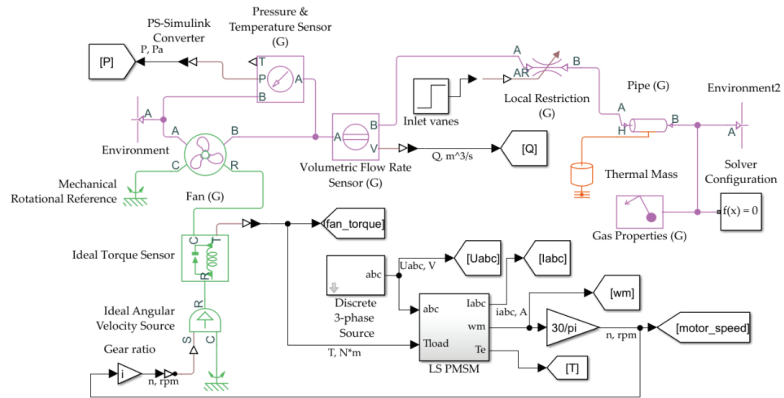 PS-Simulink
Converter
P, Pa
[P]
Pressure &
Temperature Sensor
(G)
T
P
A
B
A
Environment
A
B
C
R
Fan (G)
Mechanical
Rotational Reference
A
B
V
Volumetric Flow Rate
Sensor (G)
Q, m^3/s
[Q]
Inlet vanes
A
AR
B
Local Restriction
(G)
Pipe (G)
A
H
B
Environment2
A
Thermal Mass
Solver
Configuration
f(x) = 0
Gas Properties (G)
C
T
R
Ideal Torque Sensor
[fan_torque]
R
S
C
Ideal Angular
Velocity Source
Gear ratio
i
n, rpm
abc
Discrete
3-phase
Source
Uabc, V
[Uabc]
[Iabc]
abc
Tload
Iabc
wm
Te
LS PMSM
T, N*m
iabc, A
[wm]
30/pi
n, rpm
[motor_speed]
[T]